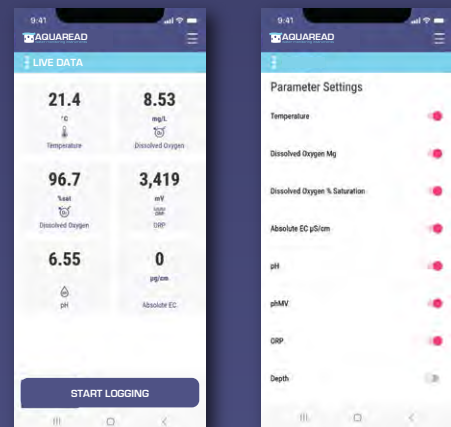 9:41
AQUAREAD
LIVE DATA
21.4
°C
Temperature
8.53
mg/L
Dissolved Oxygen
96.7
%sat
Dissolved Oxygen
3,419
mV
ORP
6.55
pH
0
µg/cm
Absolute EC
START LOGGING
9:41
AQUAREAD
Parameter Settings
Temperature
Dissolved Oxygen Mg
Dissolved Oxygen % Saturation
Absolute EC µS/cm
pH
phMV
ORP
Depth